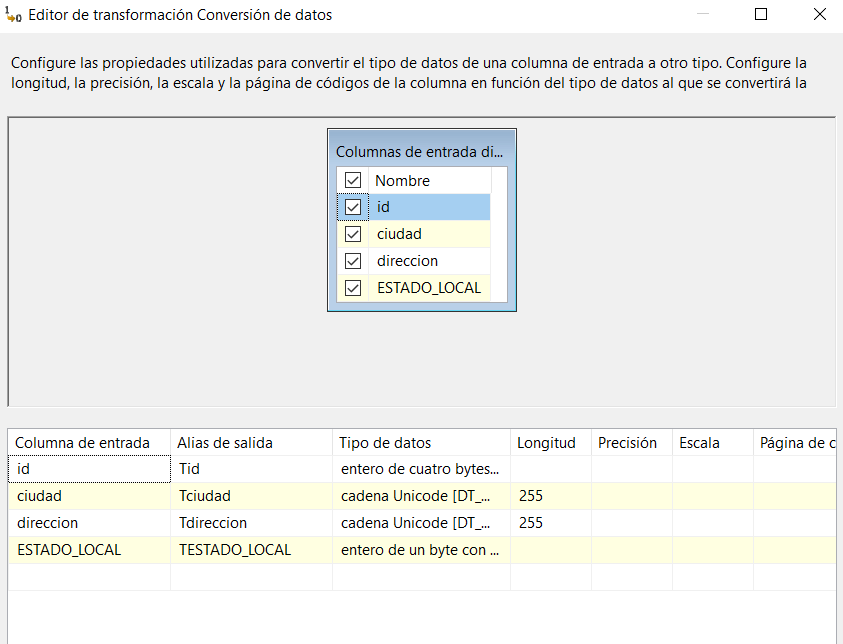 Editor de transformación Conversión de datos
Configure las propiedades utilizadas para convertir el tipo de datos de una columna de entrada a otro tipo. Configure la
longitud, la precisión, la escala y la página de códigos de la columna en función del tipo de datos al que se convertirá la
Columnas de entrada di...
Nombre
id
ciudad
direccion
ESTADO_LOCAL
Columna de entrada Alias de salida Tipo de datos Longitud Precisión Escala Página de c
id Tid entero de cuatro bytes...
ciudad Tciudad cadena Unicode [DT_... 255
direccion Tdireccion cadena Unicode [DT_... 255
ESTADO_LOCAL TESTADO_LOCAL entero de un byte con ...